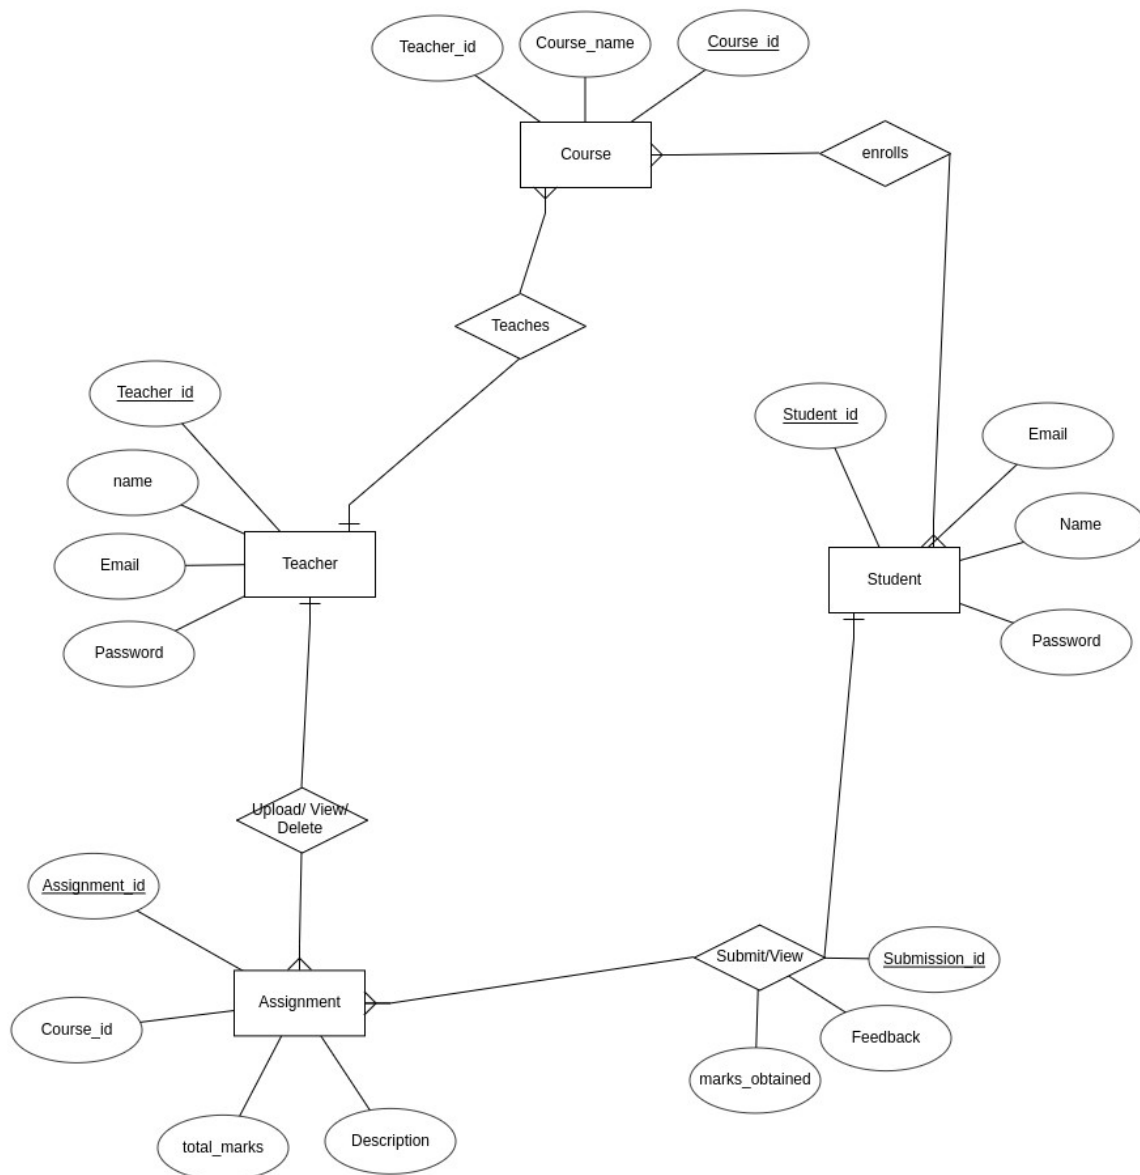 Teacher_id
Course_name
Course_id
Course
enrolls
Teaches
Teacher_id
Student_id
Email
name
Name
Email
Teacher
Student
Password
Password
Upload/ View/
Delete
Assignment_id
Submit/View
Submission_id
Assignment
Course_id
Feedback
marks_obtained
total_marks
Description